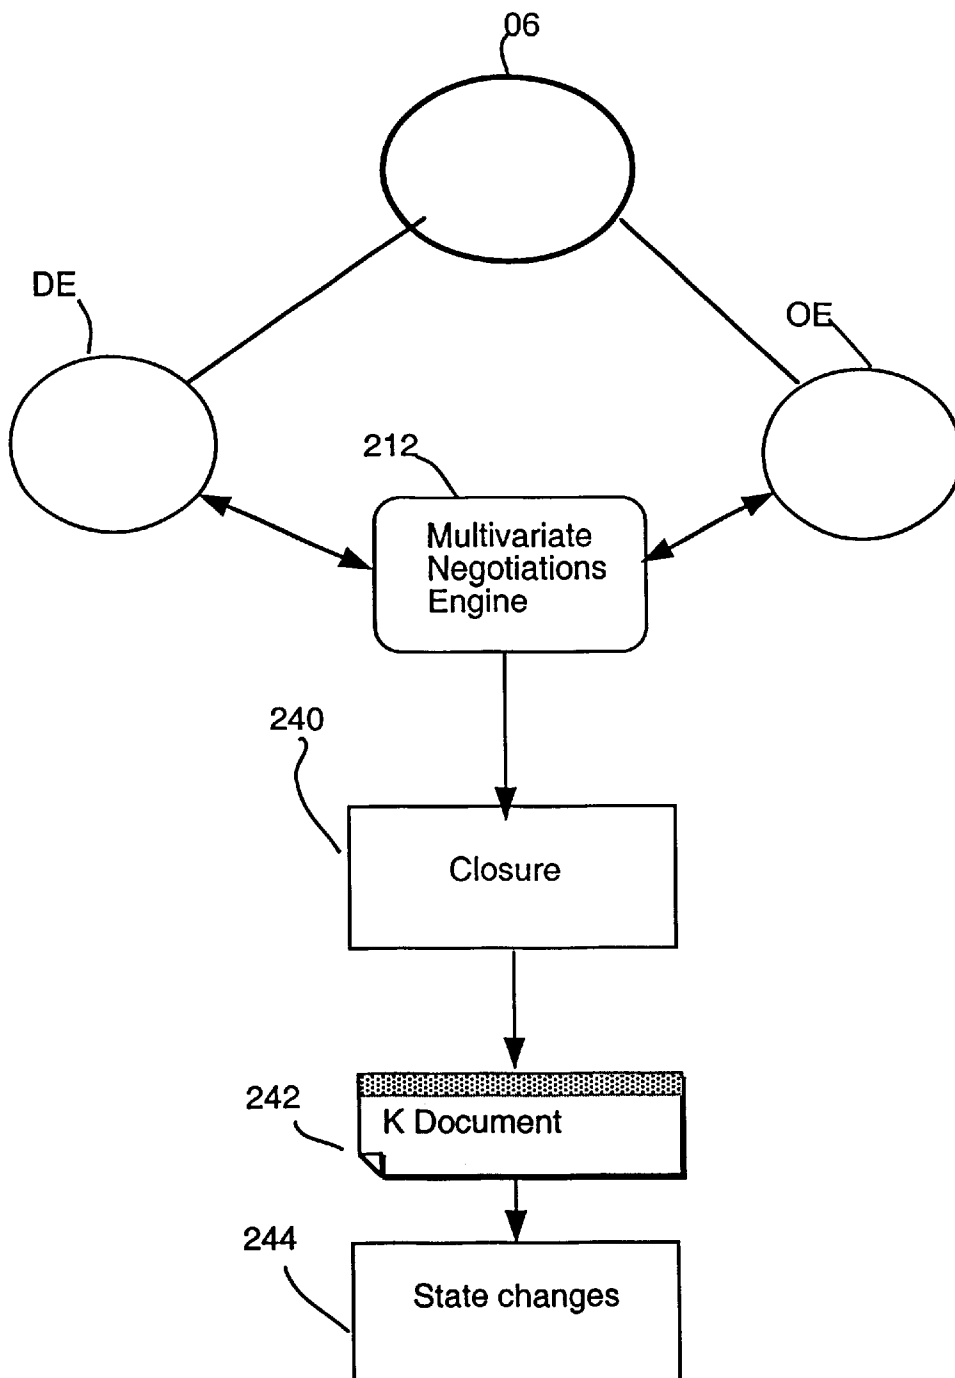 06
DE
OE
212
Multivariate
Negotiations
Engine
240
Closure
242
K Document
244
State changes